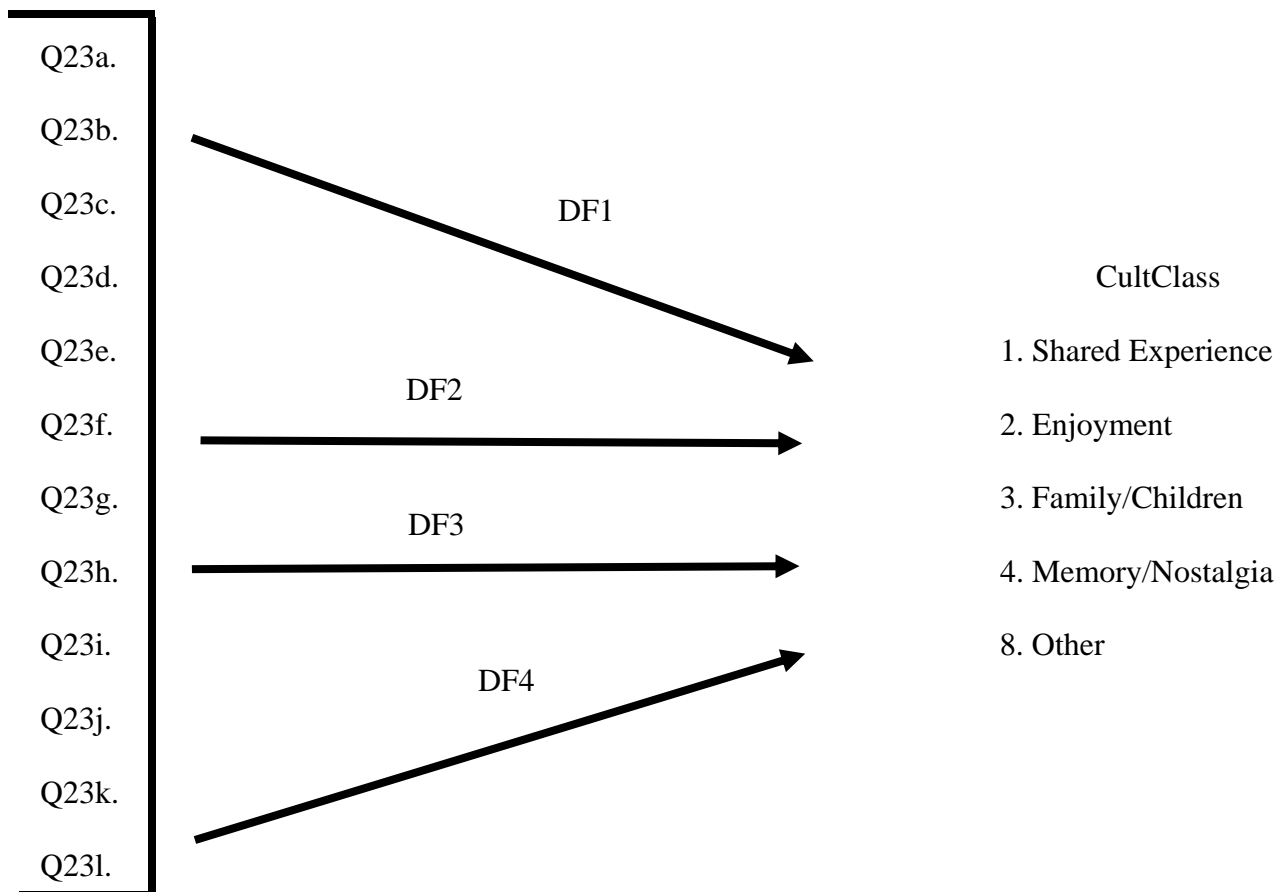 Q23a.
Q23b.
Q23c.
Q23d.
Q23e.
Q23f.
Q23g.
Q23h.
Q23i.
Q23j.
Q23k.
Q23l.
DF1
DF2
DF3
DF4
CultClass
1. Shared Experience
2. Enjoyment
3. Family/Children
4. Memory/Nostalgia
8. Other